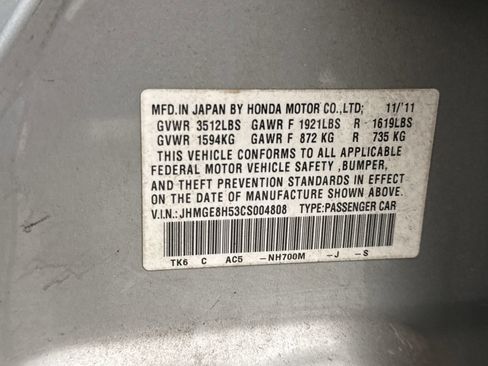 MFD.IN JAPAN BY HONDA MOTOR CO.,LTD; 11/'11
GVWR 3512LBS GAWR F 1921LBS R 1619LBS
GVWR 1594KG GAWR F 872 KG R 735 KG
THIS VEHICLE CONFORMS TO ALL APPLICABLE
FEDERAL MOTOR VEHICLE SAFETY ,BUMPER,
AND THEFT PREVENTION STANDARDS IN EFFECT
ON THE DATE OF MANUFACTURE SHOWN ABOVE.
V.I.N.:JHMGE8H53CS004808 TYPE:PASSENGER CAR
TK6 C AC5 -NH700M -J -S